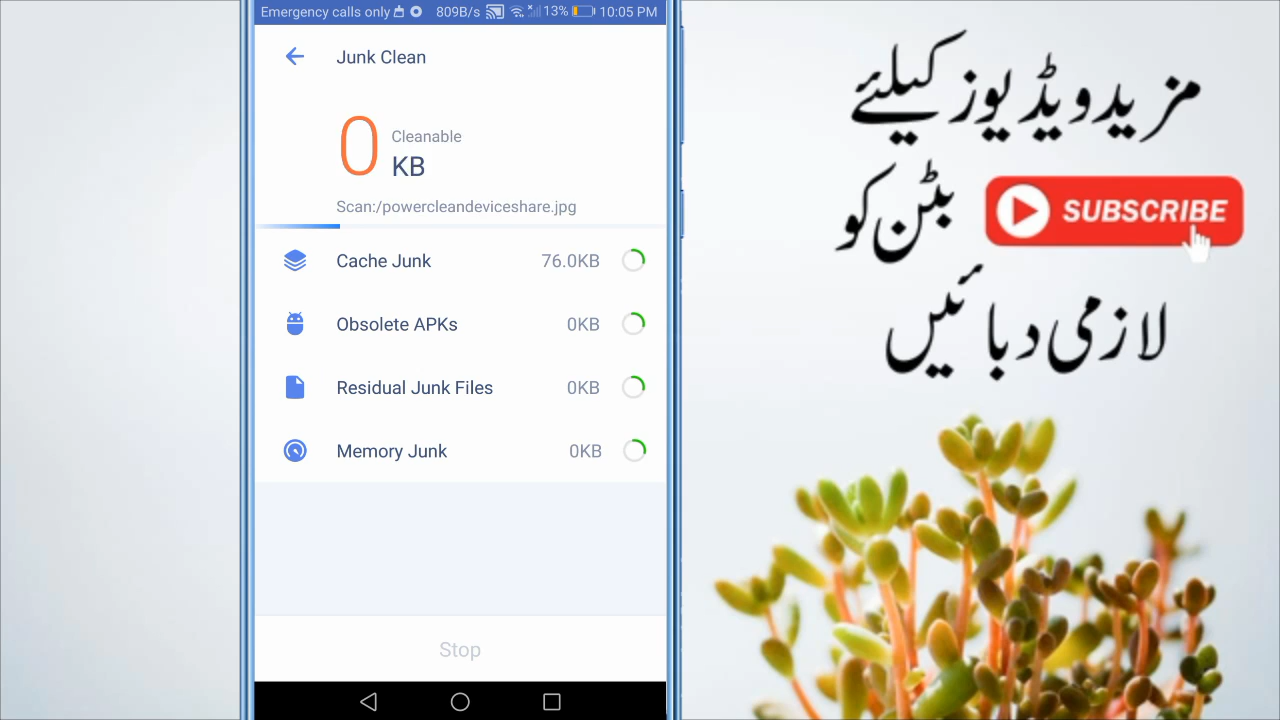 Emergency calls only 809B/s 13% 10:05 PM
Junk Clean
0 Cleanable
KB
Scan:/powercleandeviceshare.jpg
Cache Junk 76.0KB
Obsolete APKs 0KB
Residual Junk Files 0KB
Memory Junk 0KB
Stop
مزید ویڈیوز کیلئے
SUBSCRIBE بٹن کو
لازمی دبائیں